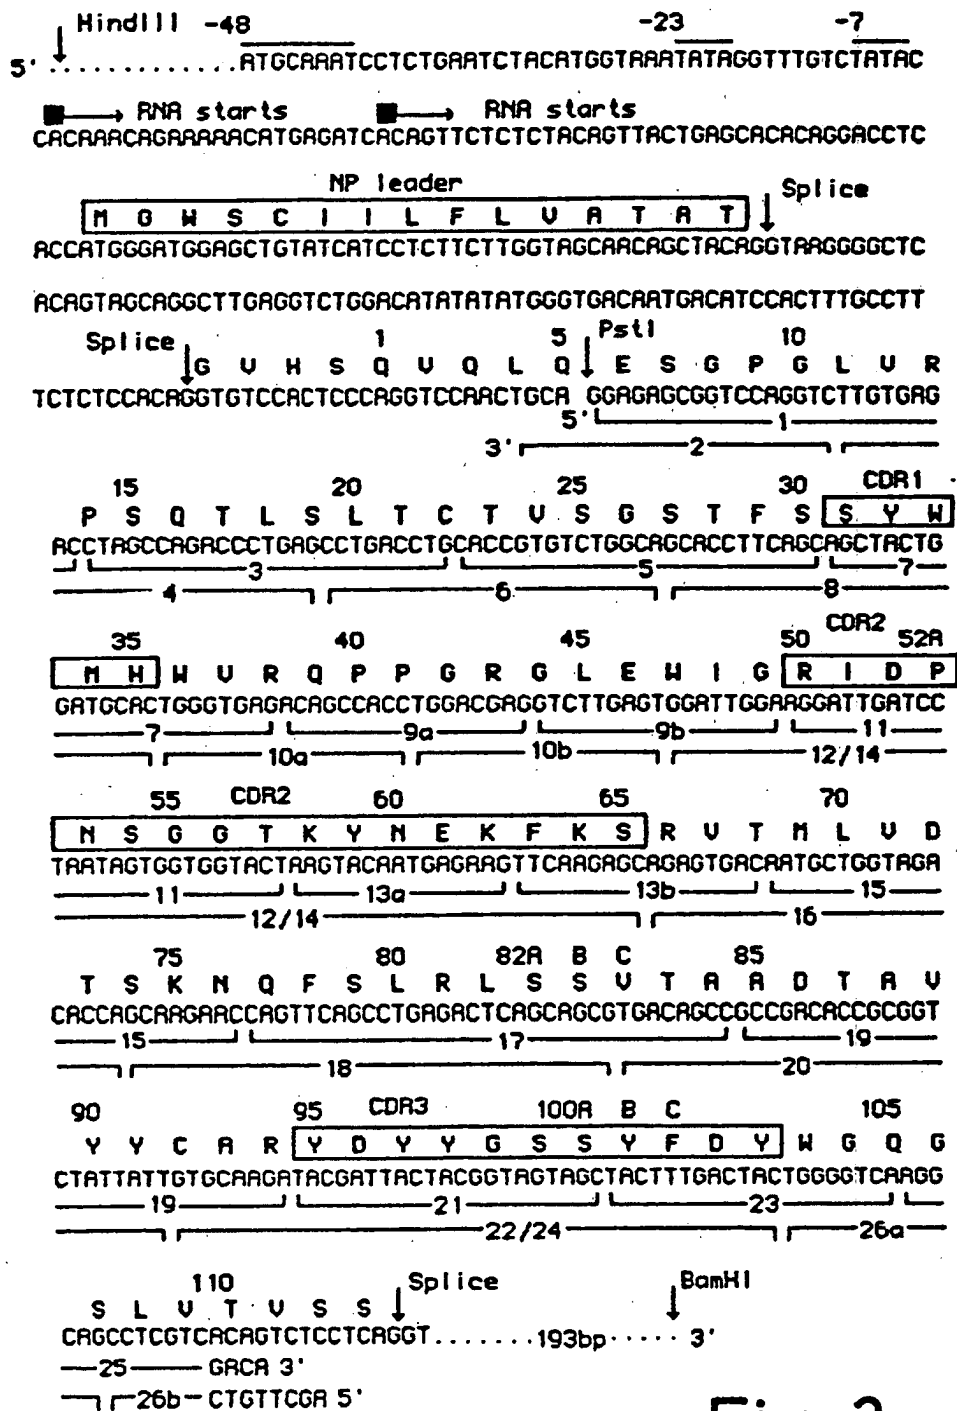 HindIII -48 -23 -7
5' ..............ATGCAAATCCTCTGAATCTACATGGTAAATATAGGTTTGTCTATAC
RNA starts RNA starts
CACAAACAGAAAAACATGAGATCACAGTTCTCTCTACAGTTACTGAGCACACAGGACCTC
NP leader Splice
M G W S C I I L F L V A T A T
ACCATGGGATGGAGCTGTATCATCCTCTTCTTGGTAGCAACAGCTACAGGTAAGGGGCTC
ACAGTAGCAGGCTTGAGGTCTGGACATATATATGGGTGACAATGACATCCACTTTGCCTT
Splice 1 5 PstI 10
G V H S Q V Q L Q E S G P G L V R
TCTCTCCACAGGTGTCCACTCCCAGGTCCAACTGCA GGAGAGCGGTCCAGGTCTTGTGAG
5' 1
3' 2
15 20 25 30 CDR1
P S Q T L S L T C T V S G S T F S S Y W
ACCTAGCCAGACCCTGAGCCTGACCTGCACCGTGTCTGGCAGCACCTTCAGCAGCTACTG
3 5 7
4 6 8
35 40 45 50 CDR2 52A
M H W V R Q P P G R G L E W I G R I D P
GATGCACTGGGTGAGACAGCCACCTGGACGAGGTCTTGAGTGGATTGGAAGGATTGATCC
7 9a 9b 11
10a 10b 12/14
55 CDR2 60 65 70
N S G G T K Y N E K F K S R V T M L V D
TAATAGTGGTGGTACTAAGTACAATGAGAAGTTCAAGAGCAGAGTGACAATGCTGGTAGA
11 13a 13b 15
12/14 16
75 80 82A B C 85
T S K N Q F S L R L S S V T A A D T A V
CACCAGCAAGAACCAGTTCAGCCTGAGACTCAGCAGCGTGACAGCCGCCGACACCGCGGT
15 17 19
18 20
90 95 CDR3 100A B C 105
Y Y C A R Y D Y Y G S S Y F D Y W G Q G
CTATTATTGTGCAAGATACGATTACTACGGTAGTAGCTACTTTGACTACTGGGGTCAAGG
19 21 23
22/24 26a
110 Splice BamHI
S L V T V S S
CAGCCTCGTCACAGTCTCCTCAGGT.......193bp..... 3'
25 GACA 3'
26b CTGTTCGA 5'